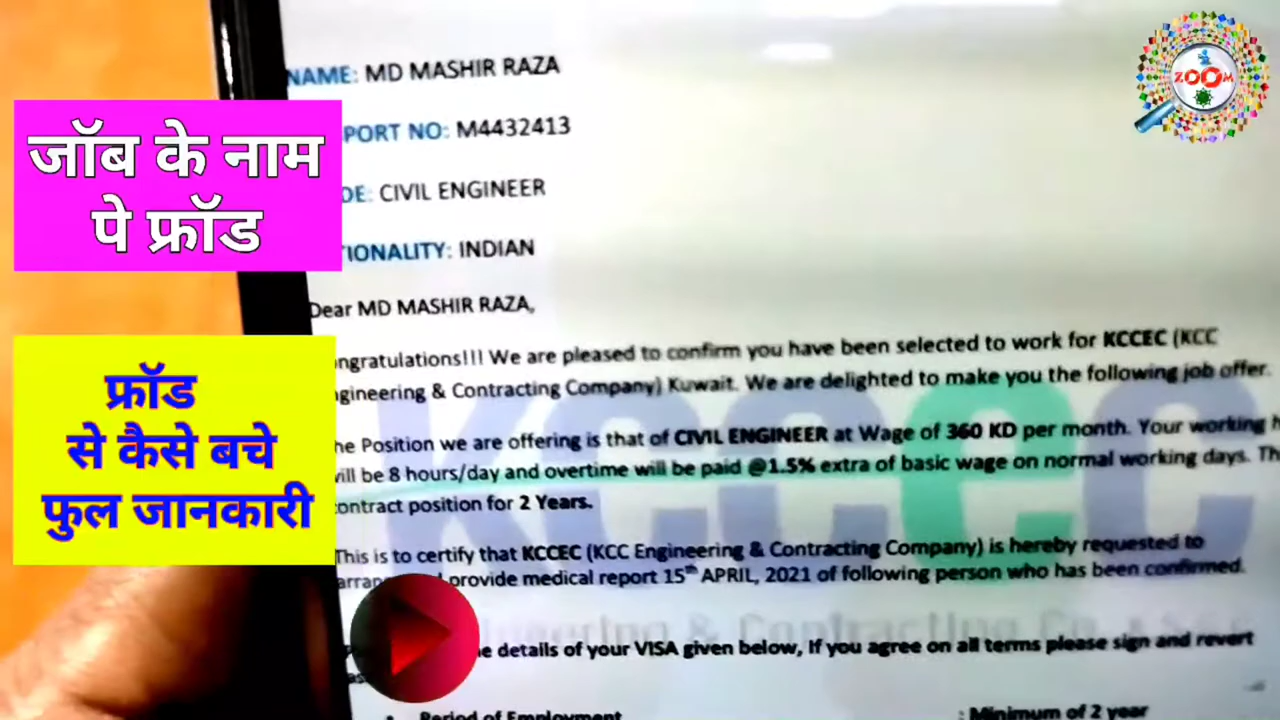 NAME: MD MASHIR RAZA
PORT NO: M4432413
DE: CIVIL ENGINEER
TIONALITY: INDIAN
Dear MD MASHIR RAZA,
ongratulations!!! We are pleased to confirm you have been selected to work for KCCEC (KCC
gineering & Contracting Company) Kuwait. We are delighted to make you the following job offer.
he Position we are offering is that of CIVIL ENGINEER at Wage of 360 KD per month. Your working h
will be 8 hours/day and overtime will be paid @1.5% extra of basic wage on normal working days. Th
contract position for 2 Years.
This is to certify that KCCEC (KCC Engineering & Contracting Company) is hereby requested to
arran provide medical report 15th APRIL, 2021 of following person who has been confirmed.
e details of your VISA given below, If you agree on all terms please sign and revert
Period of Employment : Minimum of 2 year
kccec
जॉब के नाम
पे फ्रॉड
फ्रॉड
से कैसे बचे
फुल जानकारी
ZOOM